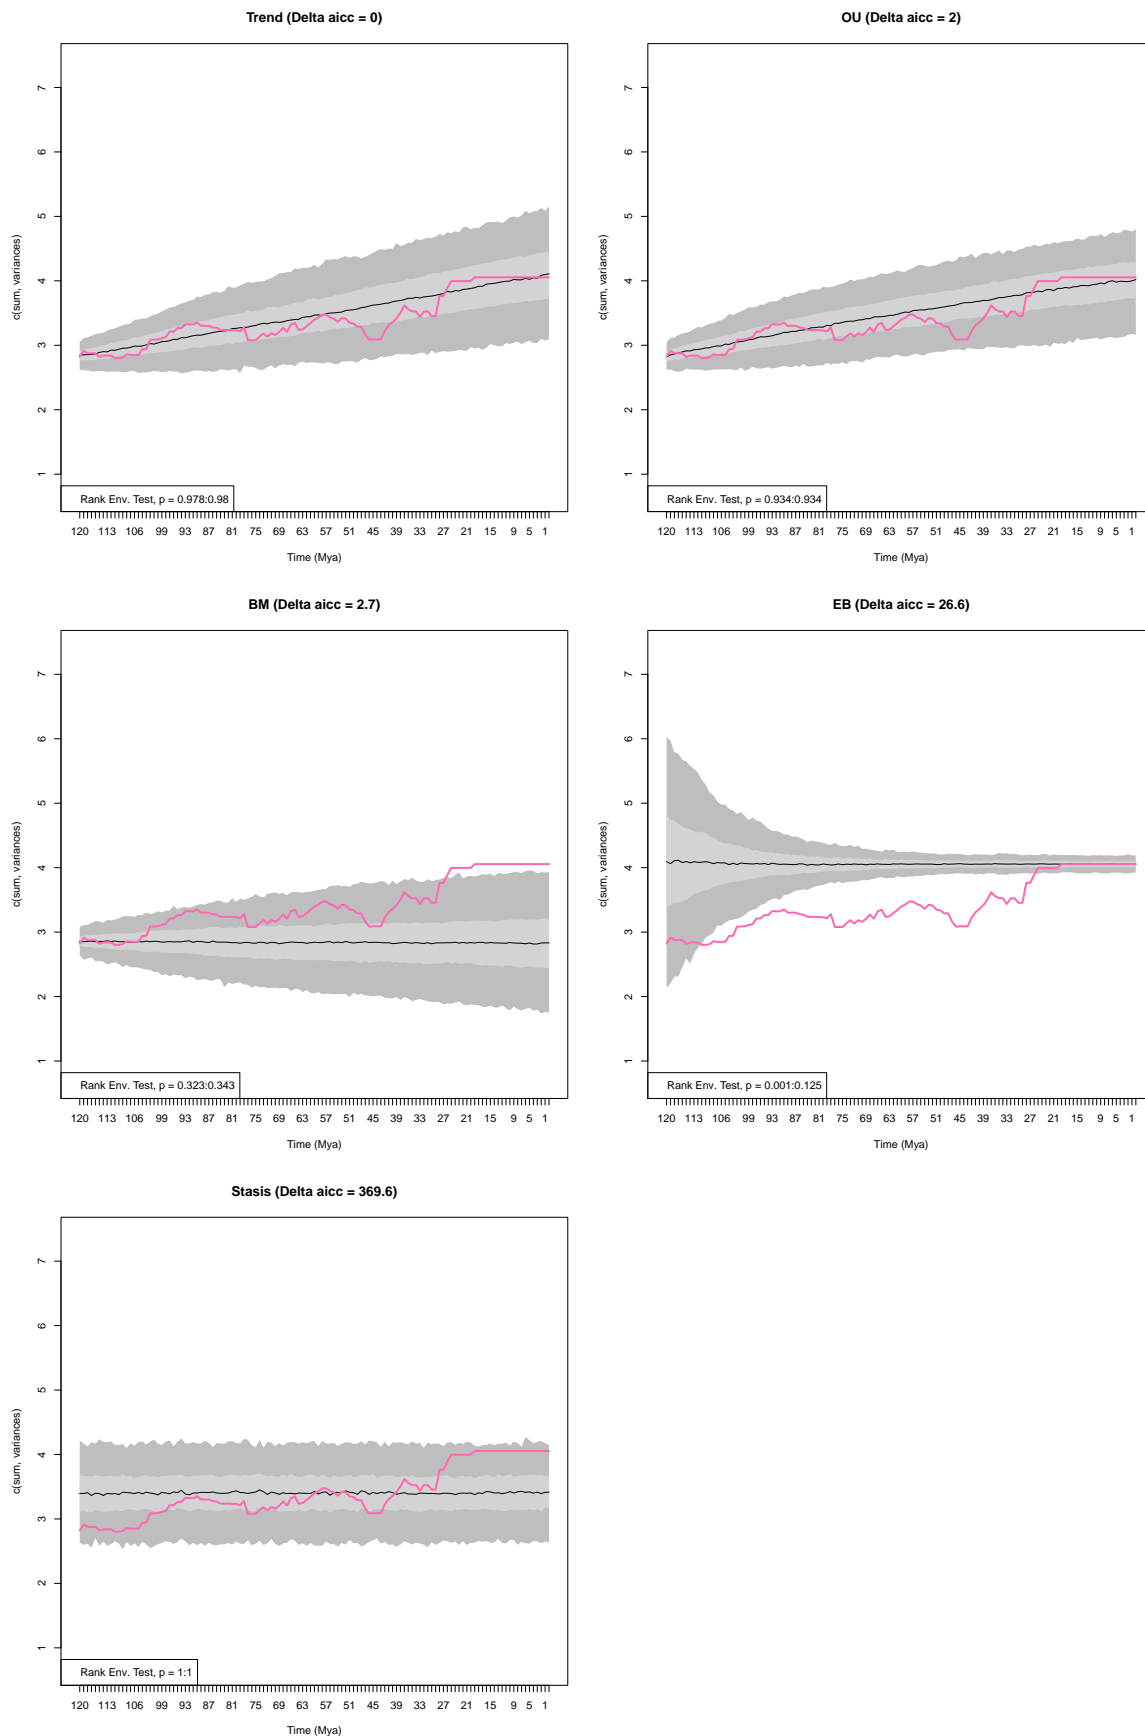 Trend (Delta aicc = 0)
c(sum, variances)
7
6
5
4
3
2
1
Rank Env. Test, p = 0.978:0.98
120 113 106 99 93 87 81 75 69 63 57 51 45 39 33 27 21 15 9 5 1
Time (Mya)
OU (Delta aicc = 2)
c(sum, variances)
7
6
5
4
3
2
1
Rank Env. Test, p = 0.934:0.934
120 113 106 99 93 87 81 75 69 63 57 51 45 39 33 27 21 15 9 5 1
Time (Mya)
BM (Delta aicc = 2.7)
c(sum, variances)
7
6
5
4
3
2
1
Rank Env. Test, p = 0.323:0.343
120 113 106 99 93 87 81 75 69 63 57 51 45 39 33 27 21 15 9 5 1
Time (Mya)
EB (Delta aicc = 26.6)
c(sum, variances)
7
6
5
4
3
2
1
Rank Env. Test, p = 0.001:0.125
120 113 106 99 93 87 81 75 69 63 57 51 45 39 33 27 21 15 9 5 1
Time (Mya)
Stasis (Delta aicc = 369.6)
c(sum, variances)
7
6
5
4
3
2
1
Rank Env. Test, p = 1:1
120 113 106 99 93 87 81 75 69 63 57 51 45 39 33 27 21 15 9 5 1
Time (Mya)